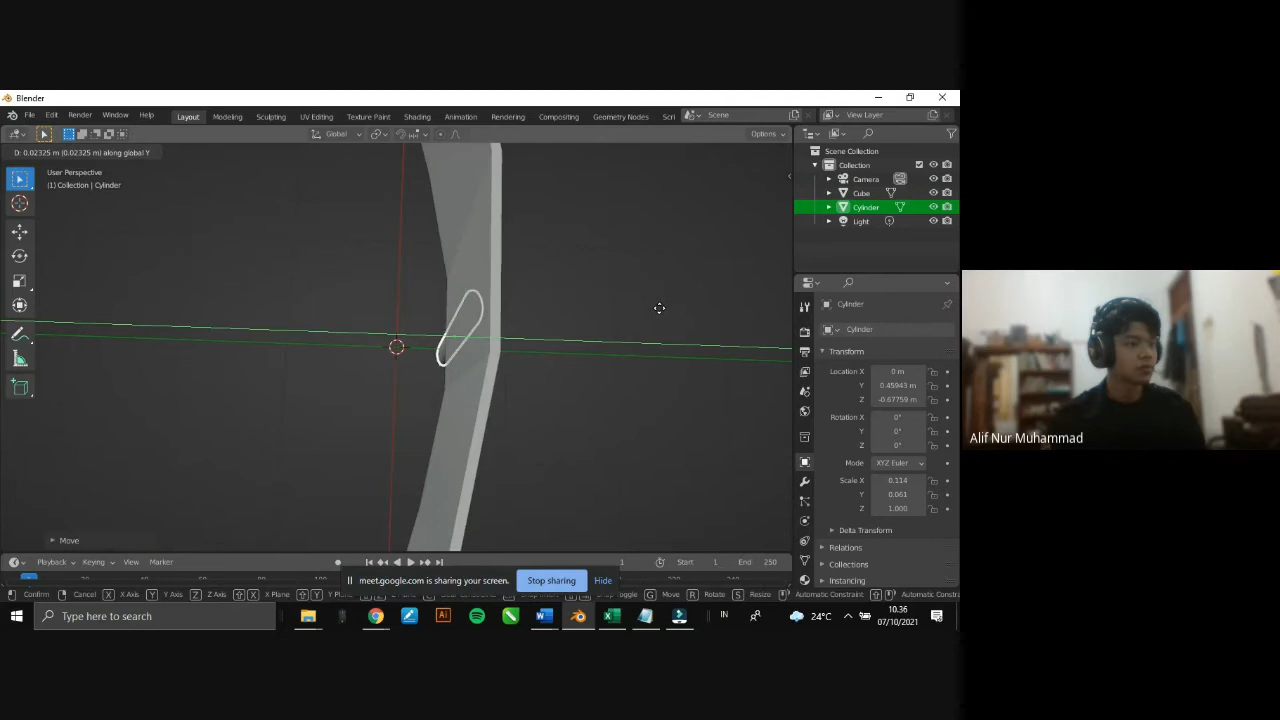 Blender
File Edit Render Window Help Layout Modeling Sculpting UV Editing Texture Paint Shading Animation Rendering Compositing Geometry Nodes Scri Scene View Layer
Global Options
D: 0.02325 m (0.02325 m) along global Y
User Perspective
(1) Collection | Cylinder
Scene Collection
Collection
Camera
Cube
Cylinder
Light
Cylinder
Cylinder
Transform
Location X 0 m
Y 0.45943 m
Z -0.67759 m
Rotation X 0°
Y 0°
Z 0°
Mode XYZ Euler
Scale X 0.114
Y 0.061
Z 1.000
Delta Transform
Relations
Collections
Instancing
Move
Playback Keying View Marker 1 Start 1 End 250
meet.google.com is sharing your screen. Stop sharing Hide
Confirm Cancel X X Axis Y Y Axis Z Z Axis X X Plane Y G Move R Rotate S Resize Automatic Constraint Automatic Cons
Type here to search
IN 24°C 10.36
07/10/2021
Alif Nur Muhammad